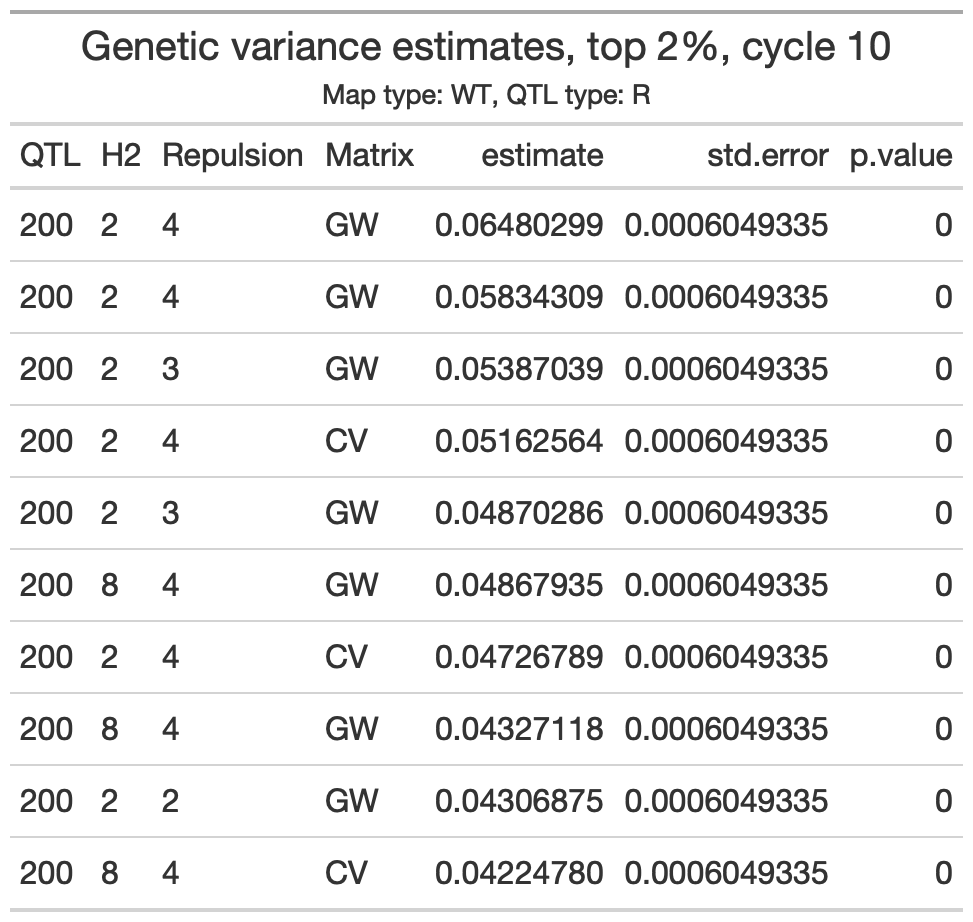 Genetic variance estimates, top 2%, cycle 10
Map type: WT, QTL type: R
QTL H2 Repulsion Matrix estimate std.error p.value
200 2 4 GW 0.06480299 0.0006049335 0
200 2 4 GW 0.05834309 0.0006049335 0
200 2 3 GW 0.05387039 0.0006049335 0
200 2 4 CV 0.05162564 0.0006049335 0
200 2 3 GW 0.04870286 0.0006049335 0
200 8 4 GW 0.04867935 0.0006049335 0
200 2 4 CV 0.04726789 0.0006049335 0
200 8 4 GW 0.04327118 0.0006049335 0
200 2 2 GW 0.04306875 0.0006049335 0
200 8 4 CV 0.04224780 0.0006049335 0